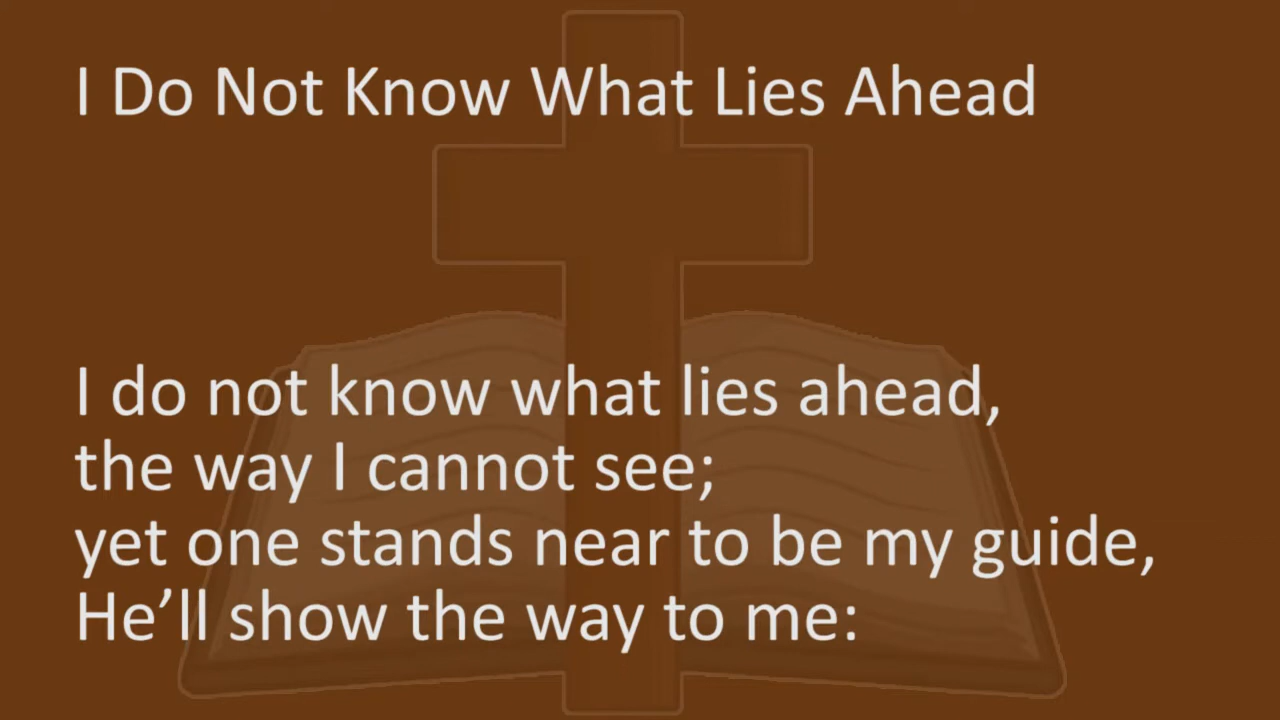 I Do Not Know What Lies Ahead
I do not know what lies ahead,
the way I cannot see;
yet one stands near to be my guide,
He’ll show the way to me: